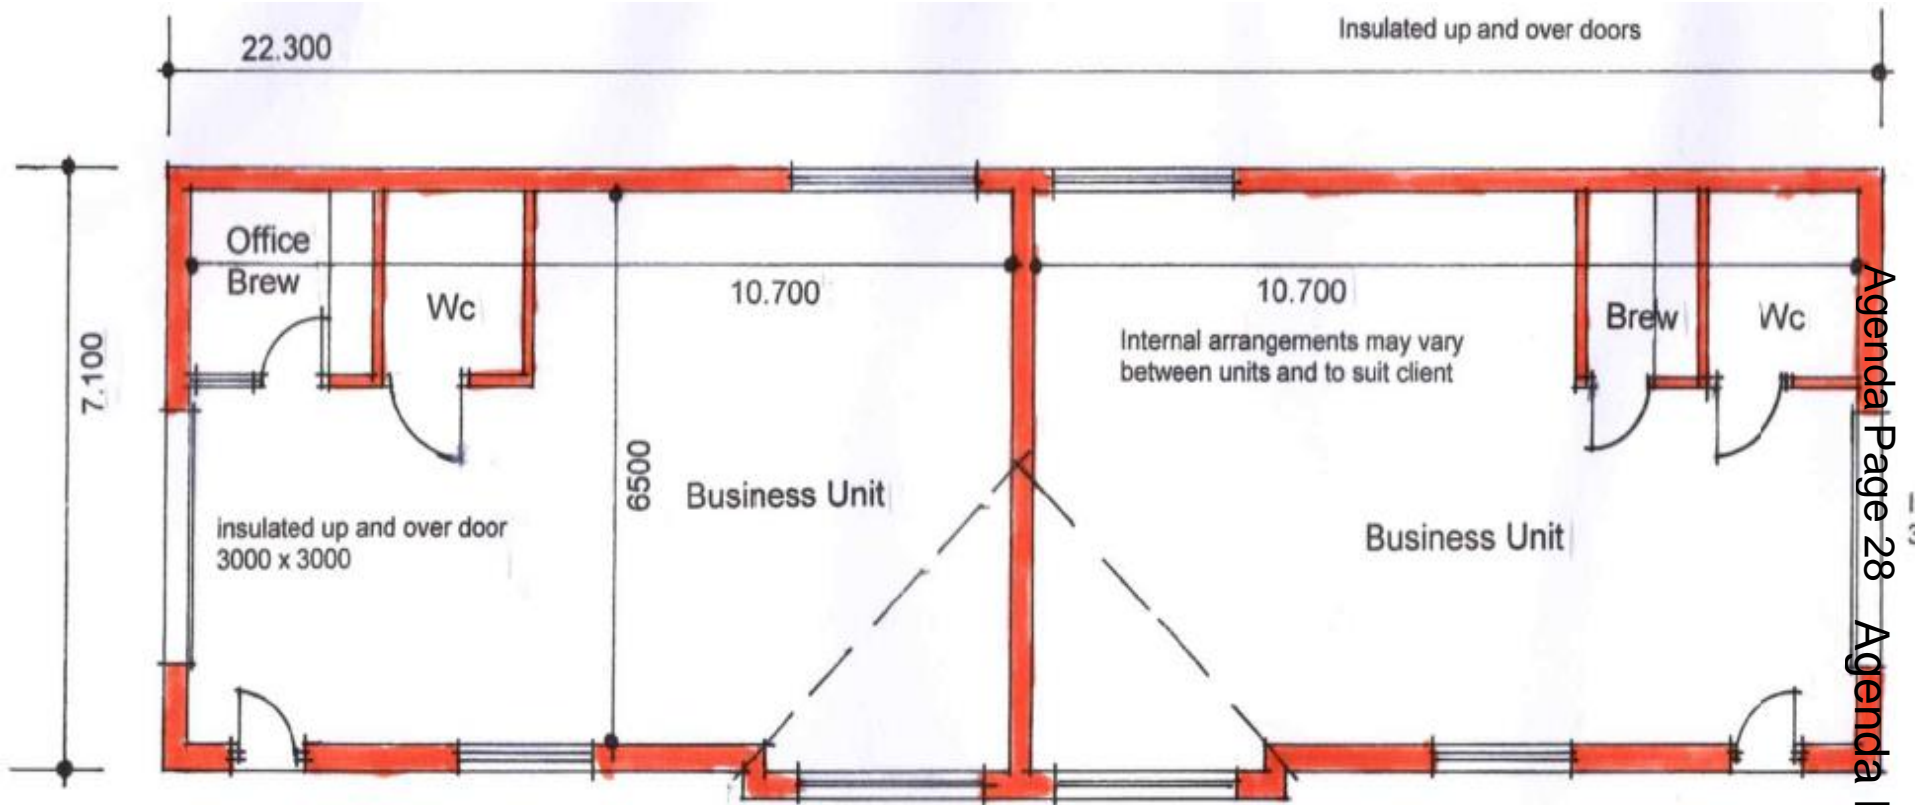 22.300
Insulated up and over doors
Office
Brew
Wc
10.700
10.700
Brew
Wc
Internal arrangements may vary
between units and to suit client
7.100
6500
Business Unit
Business Unit
insulated up and over door
3000 x 3000
Agenda Page 28
Agenda